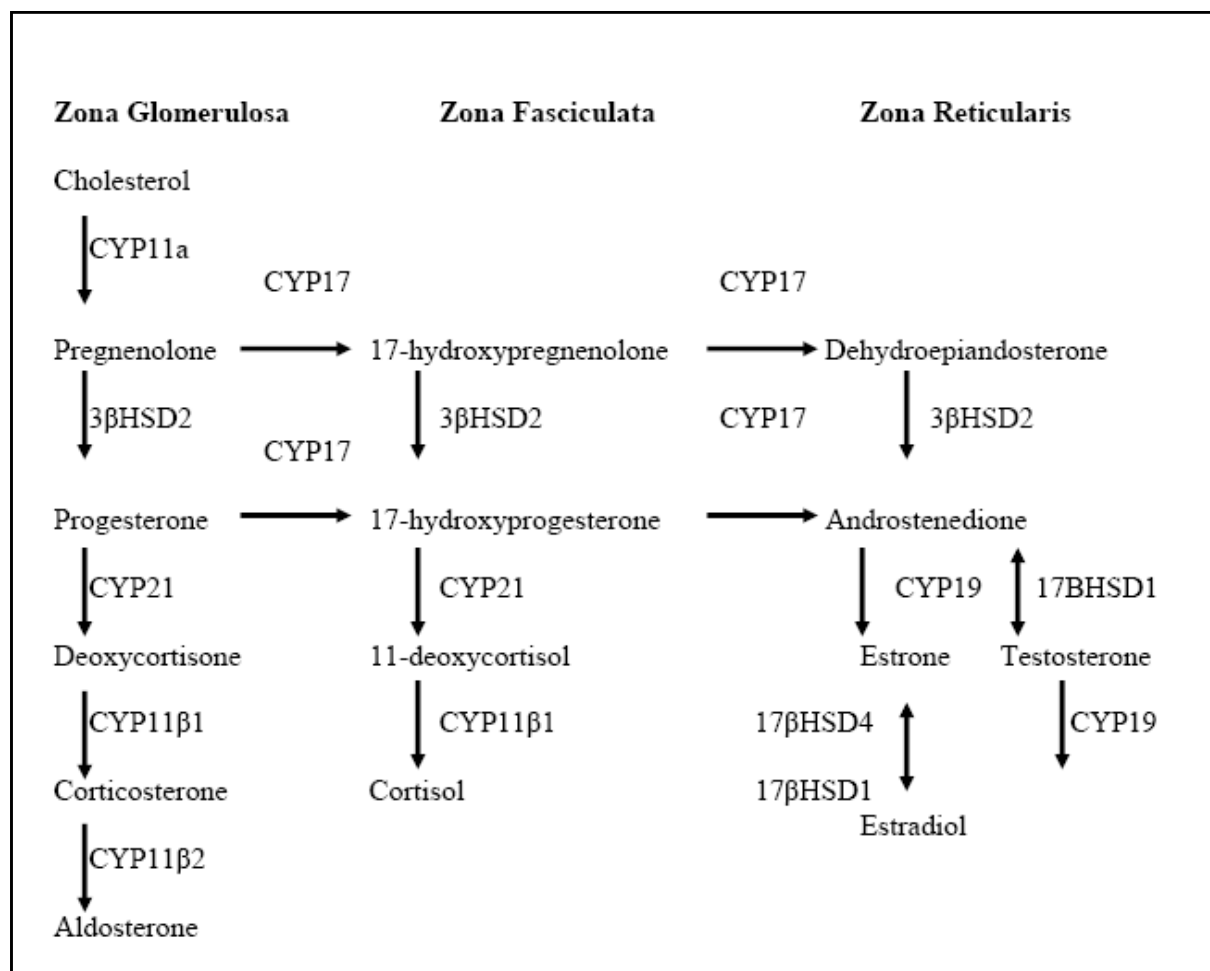 Zona Glomerulosa Zona Fasciculata Zona Reticularis
Cholesterol
CYP11a
CYP17 CYP17
Pregnenolone 17-hydroxypregnenolone Dehydroepiandosterone
3βHSD2 3βHSD2 CYP17 3βHSD2
CYP17
Progesterone 17-hydroxyprogesterone Androstenedione
CYP21 CYP21 CYP19 17BHSD1
Deoxycortisone 11-deoxycortisol Estrone Testosterone
CYP11β1 CYP11β1 17βHSD4 CYP19
Corticosterone Cortisol 17βHSD1
Estradiol
CYP11β2
Aldosterone